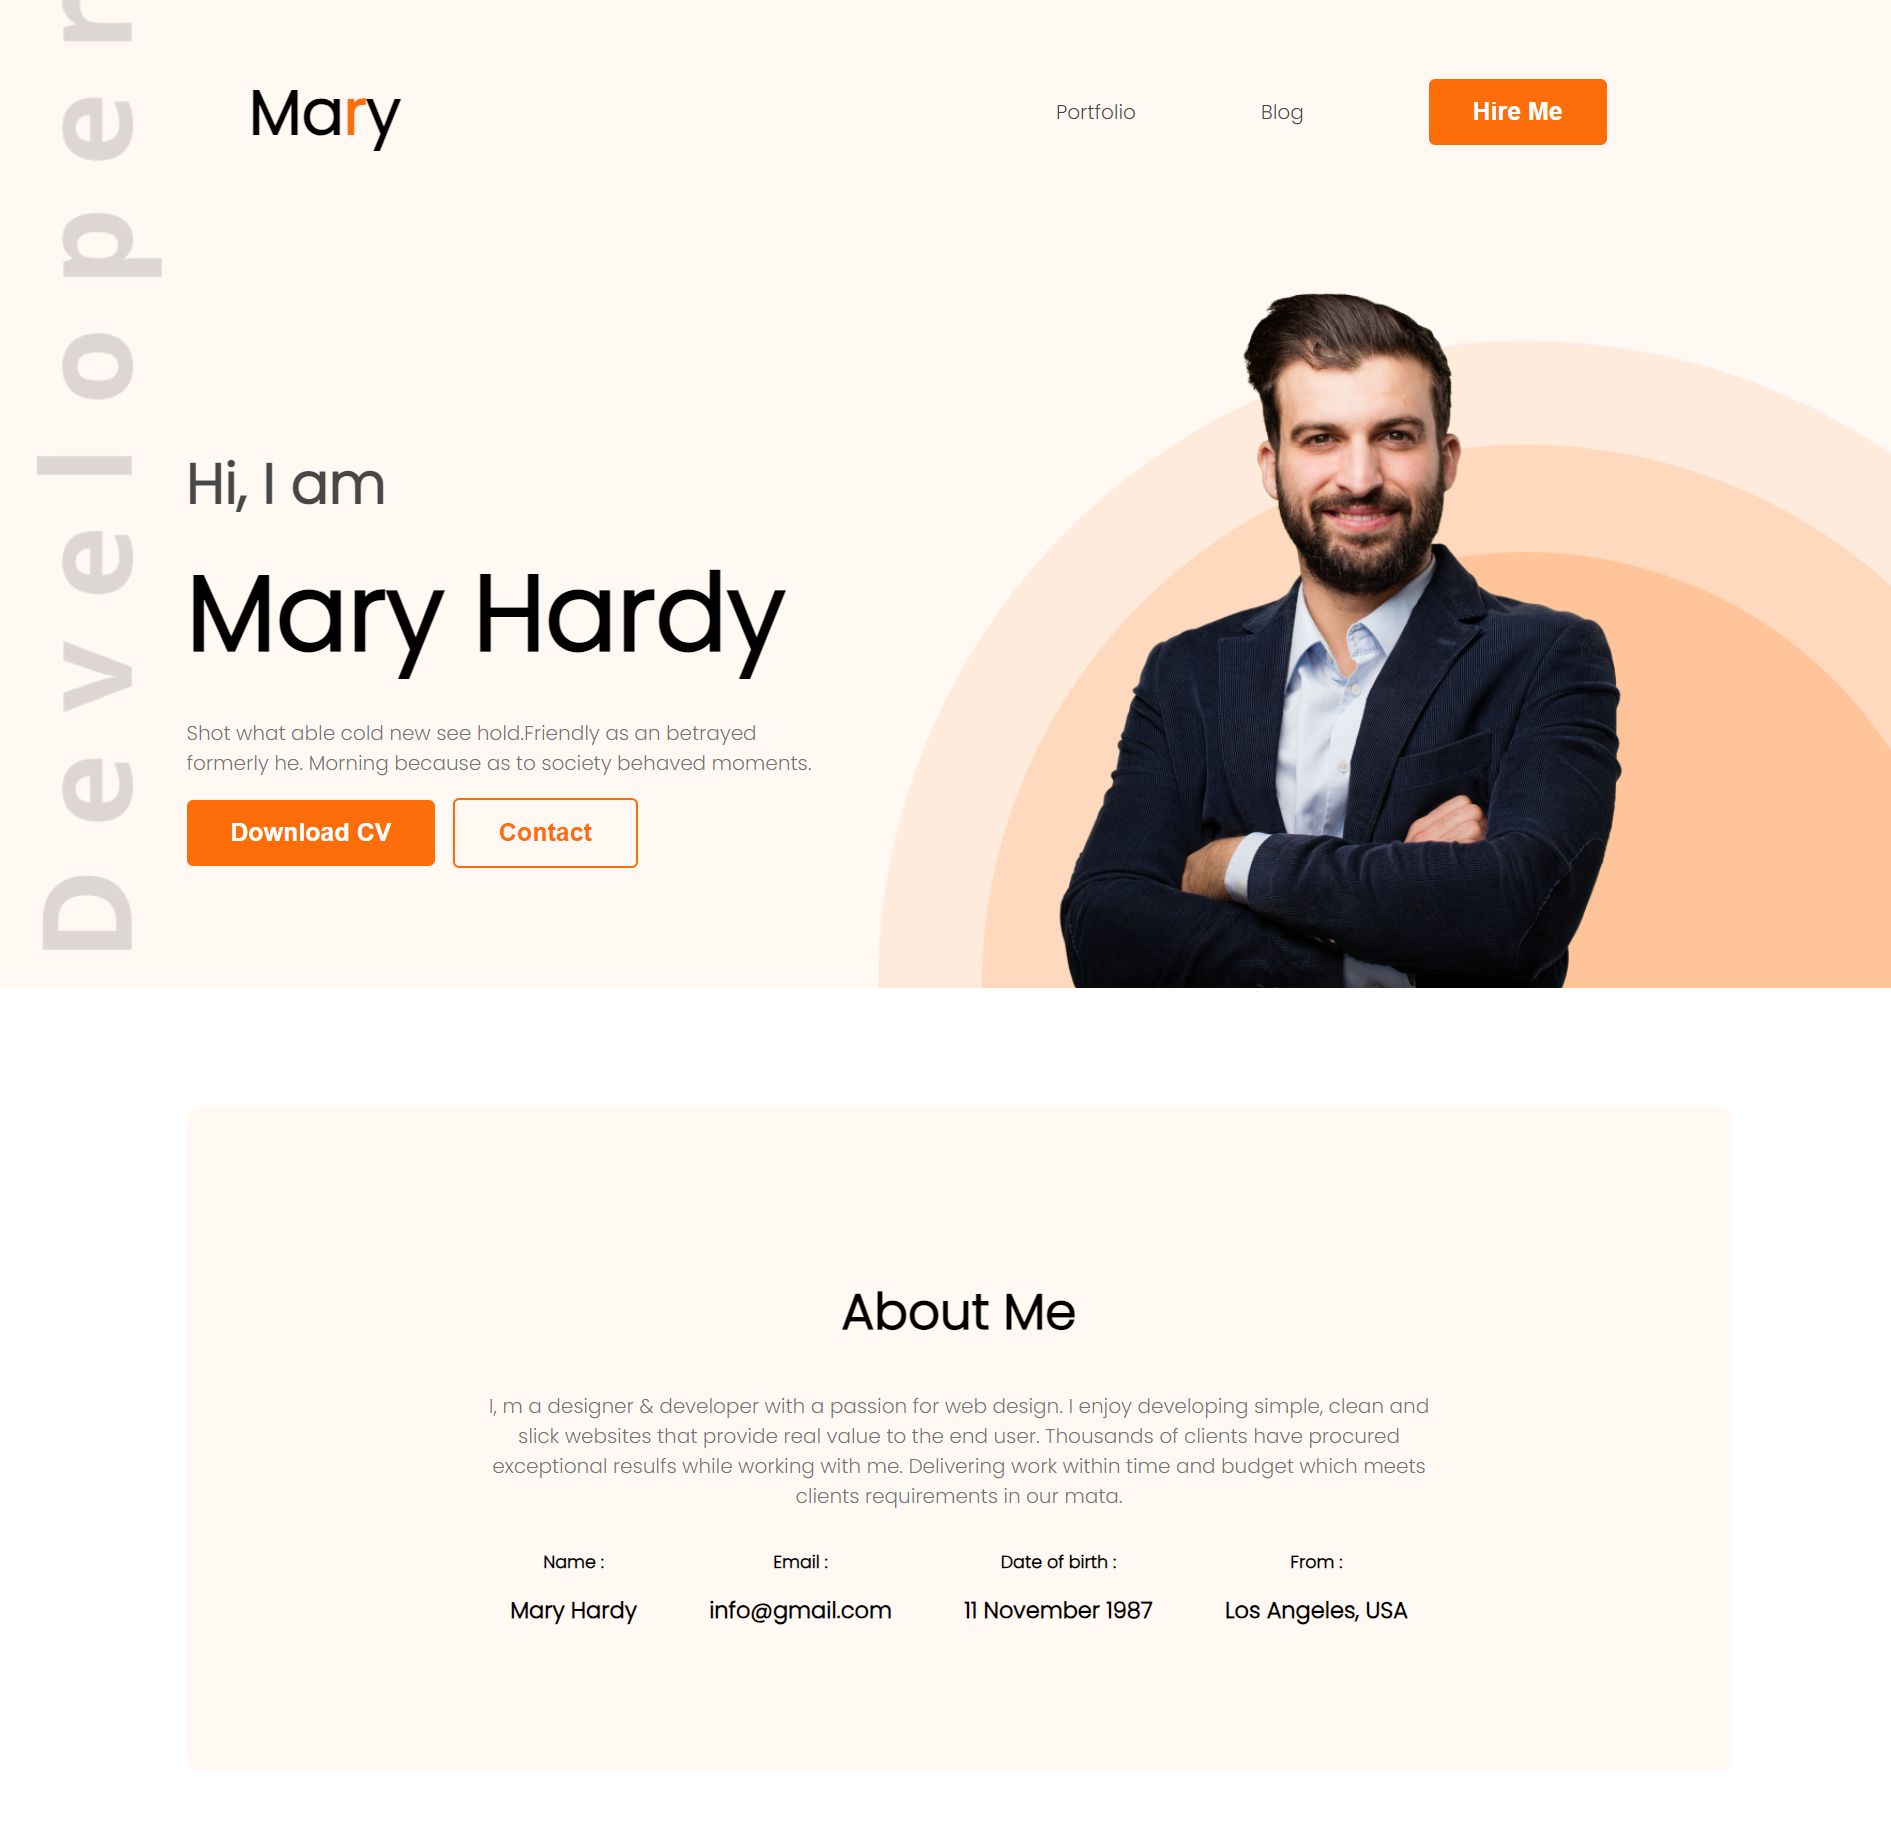 Developer
Mary
Portfolio
Blog
Hire Me
Hi, I am
Mary Hardy
Shot what able cold new see hold.Friendly as an betrayed
formerly he. Morning because as to society behaved moments.
Download CV
Contact
About Me
I, m a designer & developer with a passion for web design. I enjoy developing simple, clean and
slick websites that provide real value to the end user. Thousands of clients have procured
exceptional resulfs while working with me. Delivering work within time and budget which meets
clients requirements in our mata.
Name :
Mary Hardy
Email :
info@gmail.com
Date of birth :
11 November 1987
From :
Los Angeles, USA